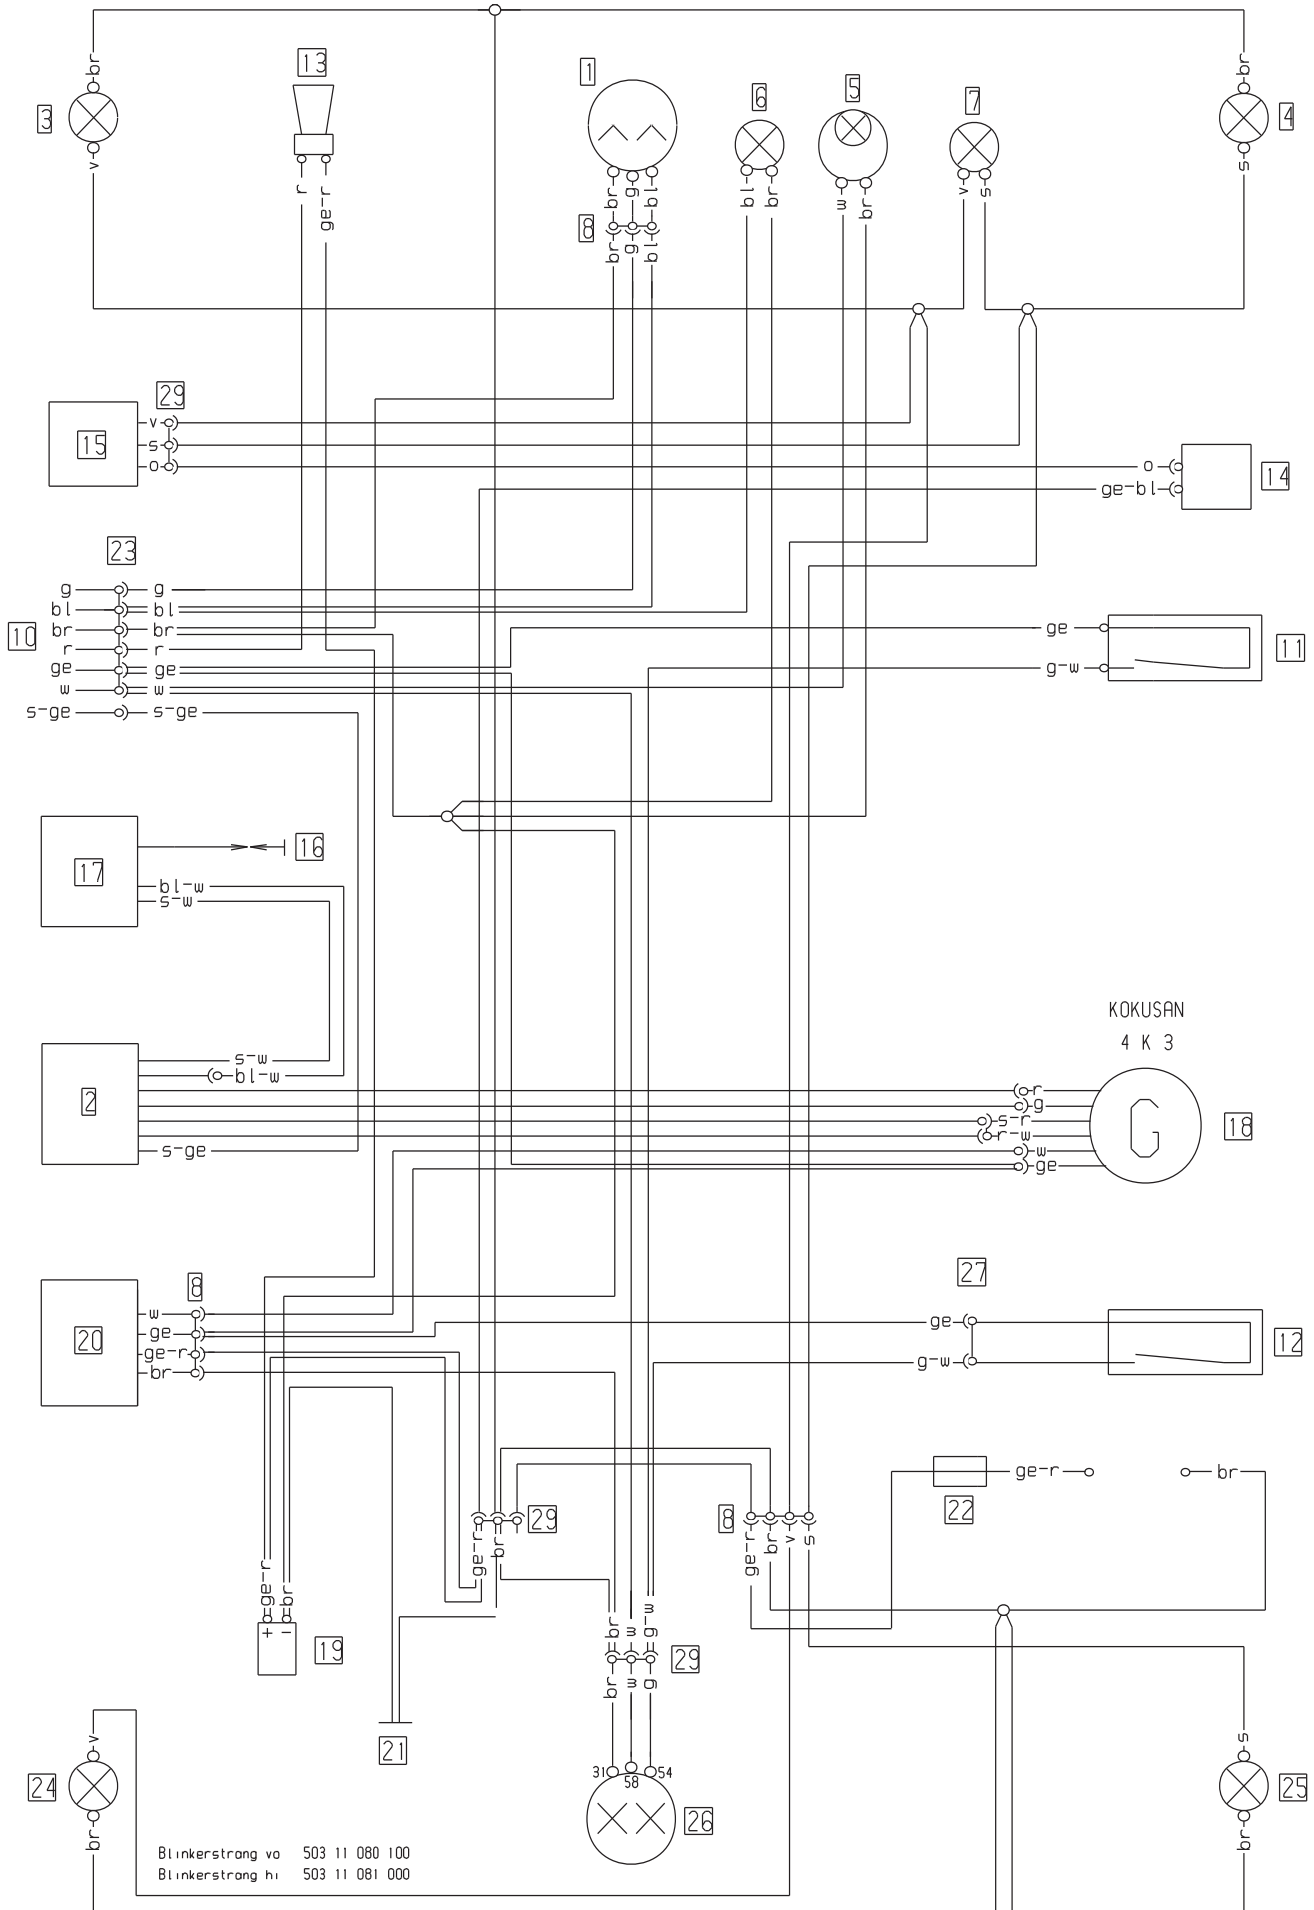 br
br
13
1
6
5
7
3
4
v
s
r
ge-r
br
g
bl
bl
br
w
br
v
s
8
br
g
bl
29
15
v
s
o
o
ge-bl
14
23
10
g
g
bl
bl
br
br
r
r
ge
ge
w
w
s-ge
s-ge
ge
g-w
11
17
16
bl-w
s-w
KOKUSAN
4 K 3
2
s-w
bl-w
s-ge
r
g
s-r
r-w
w
ge
G
18
20
8
w
ge
ge-r
br
27
ge
g-w
12
22
ge-r
br
29
ge-r
br
8
ge-r
br
v
s
ge-r
br
+
-
19
br
w
g-w
29
br
w
g
21
31
58
54
26
v
24
br
s
25
br
Blinkerstrang vo 503 11 080 100
Blinkerstrang hi 503 11 081 000